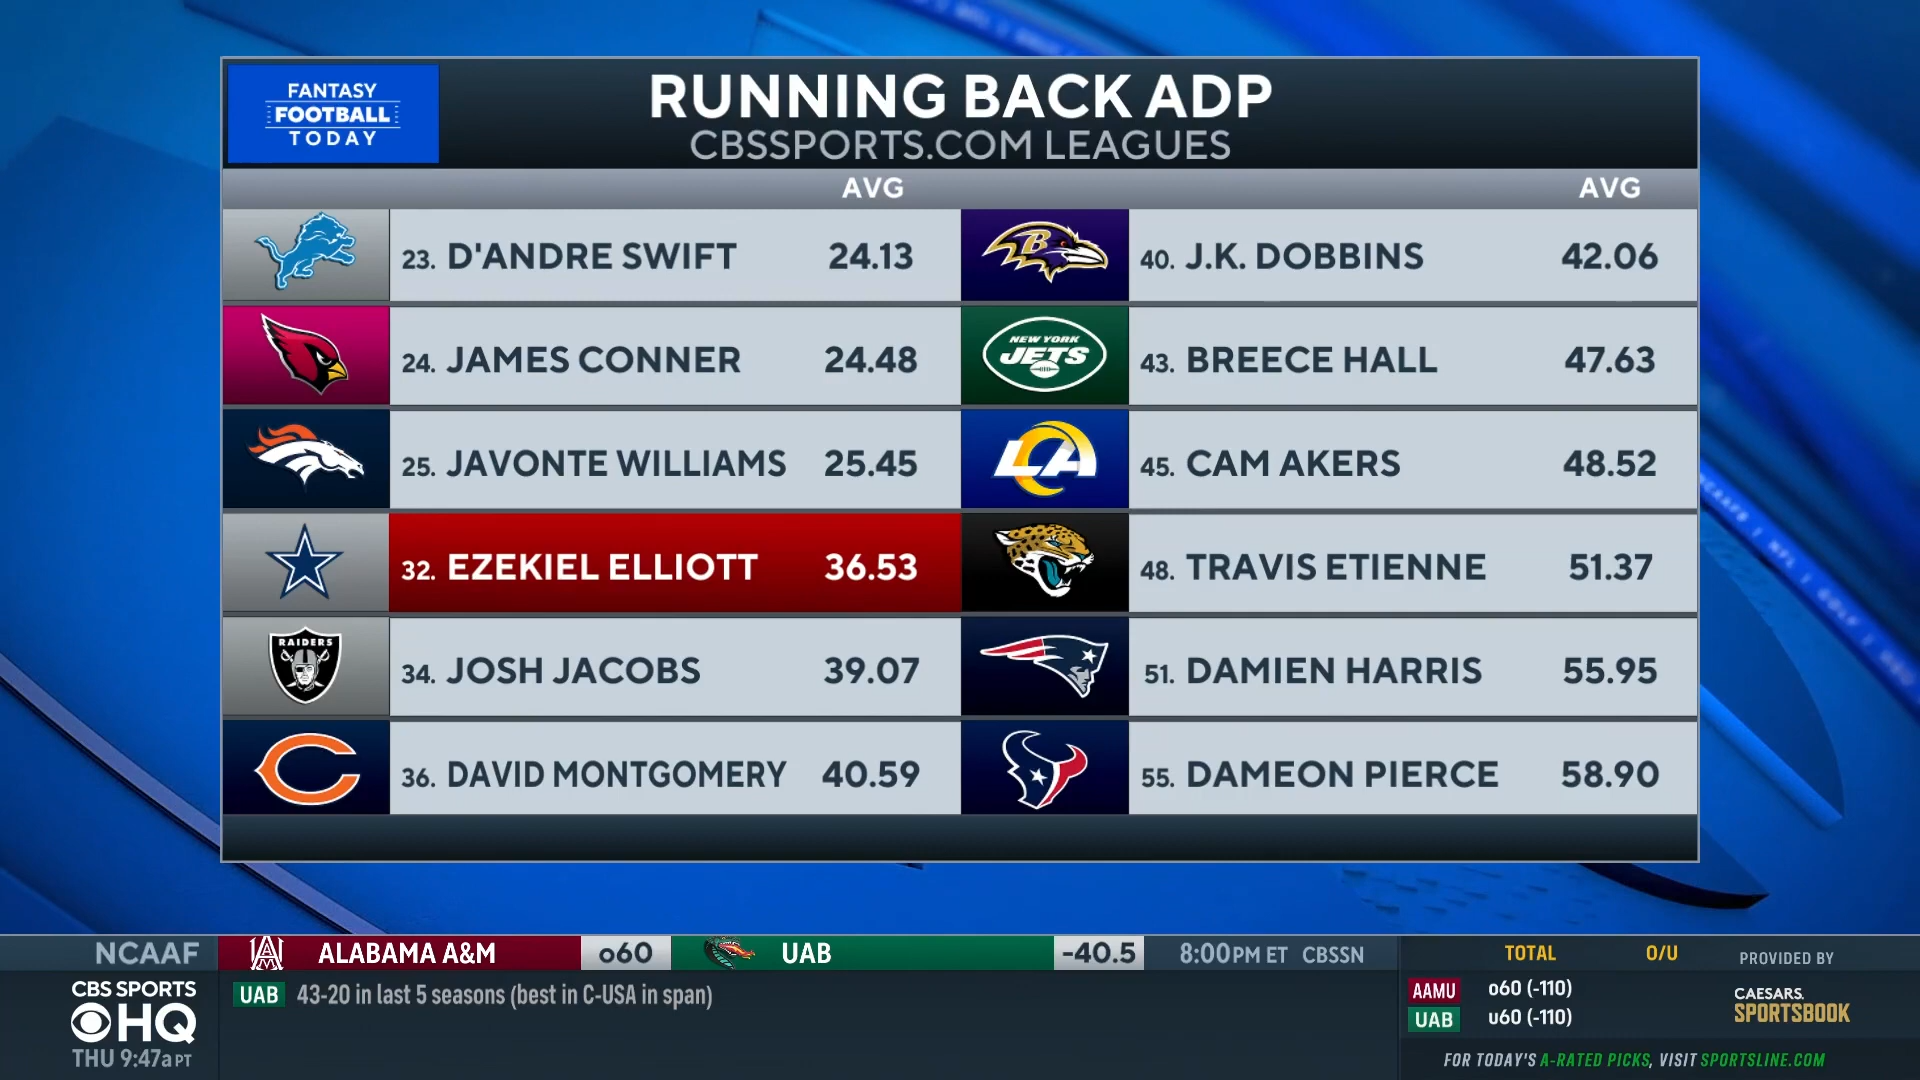 FANTASY
FOOTBALL
TODAY
RUNNING BACK ADP
CBSSPORTS.COM LEAGUES
AVG AVG
23. D'ANDRE SWIFT 24.13 40. J.K. DOBBINS 42.06
24. JAMES CONNER 24.48 NEW YORK JETS 43. BREECE HALL 47.63
25. JAVONTE WILLIAMS 25.45 LA 45. CAM AKERS 48.52
32. EZEKIEL ELLIOTT 36.53 48. TRAVIS ETIENNE 51.37
RAIDERS 34. JOSH JACOBS 39.07 51. DAMIEN HARRIS 55.95
36. DAVID MONTGOMERY 40.59 55. DAMEON PIERCE 58.90
NCAAF ALABAMA A&M o60 UAB -40.5 8:00PM ET CBSSN
UAB 43-20 in last 5 seasons (best in C-USA in span)
CBS SPORTS
HQ
THU 9:47a PT
TOTAL O/U
AAMU o60 (-110)
UAB u60 (-110)
PROVIDED BY
CAESARS
SPORTSBOOK
FOR TODAY'S A-RATED PICKS, VISIT SPORTSLINE.COM